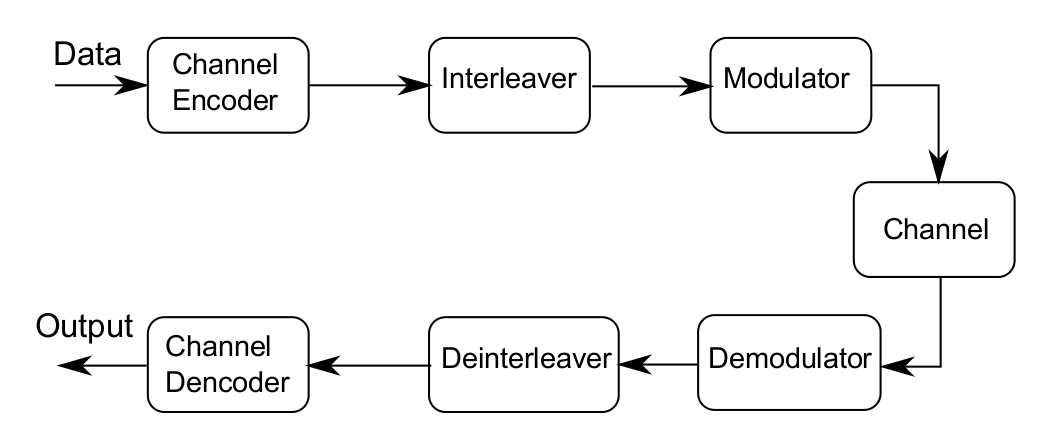 Data
Channel
Encoder
Interleaver
Modulator
Channel
Demodulator
Deinterleaver
Channel
Dencoder
Output